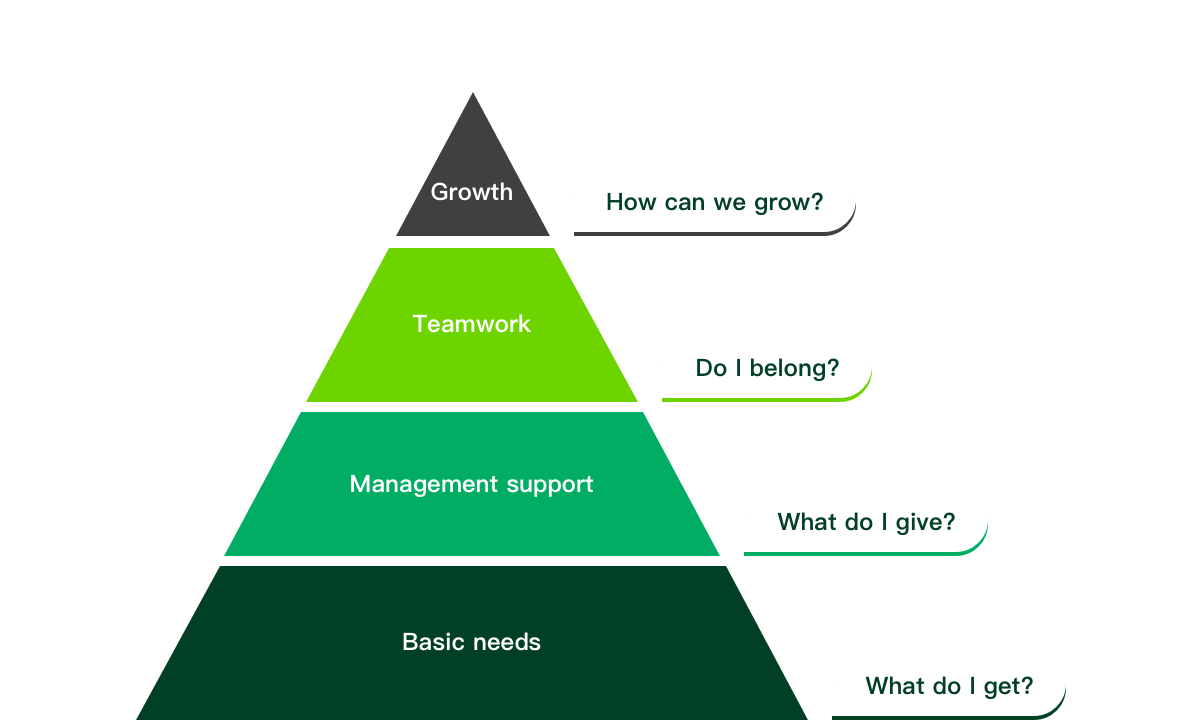 Growth
How can we grow?
Teamwork
Do I belong?
Management support
What do I give?
Basic needs
What do I get?